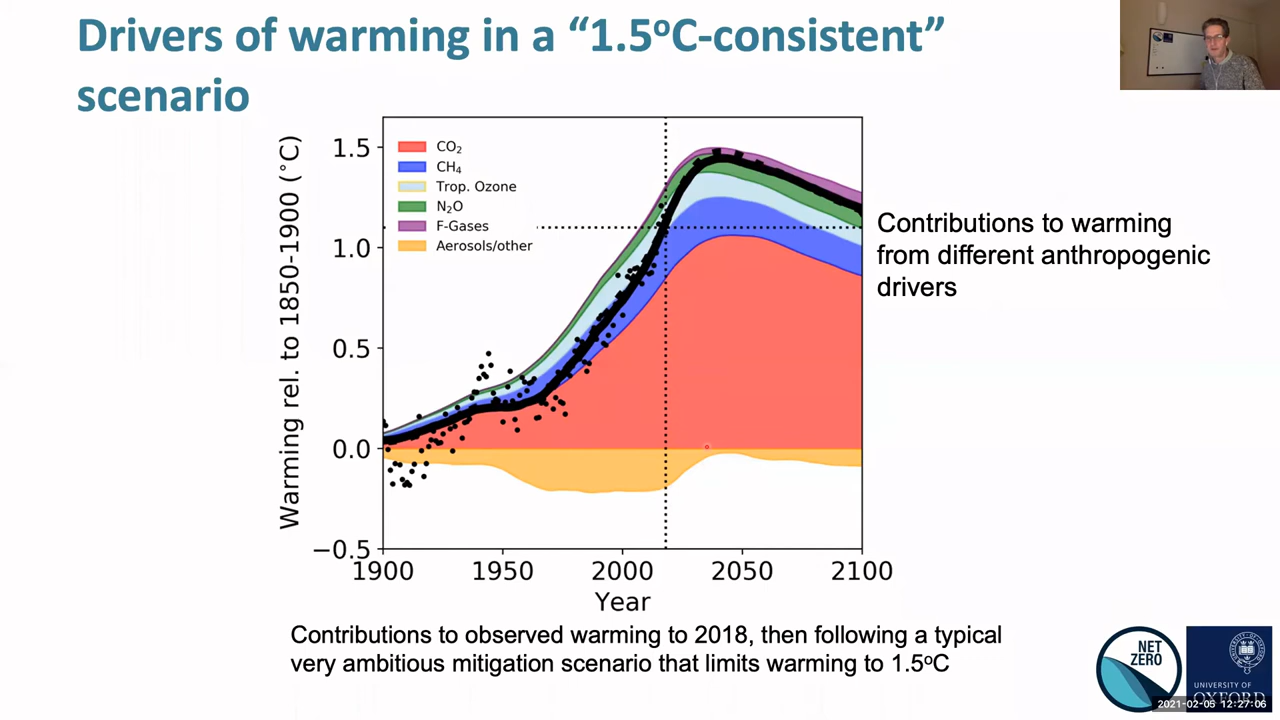 Drivers of warming in a “1.5ºC-consistent”
scenario
CO₂
CH₄
Trop. Ozone
N₂O
F-Gases
Aerosols/other
Warming rel. to 1850-1900 (°C)
1.5
1.0
0.5
0.0
−0.5
1900
1950
2000
2050
2100
Year
Contributions to warming
from different anthropogenic
drivers
Contributions to observed warming to 2018, then following a typical
very ambitious mitigation scenario that limits warming to 1.5ºC
NET
ZERO
UNIVERSITY OF
OXFORD
2021-02-05 12:27:06